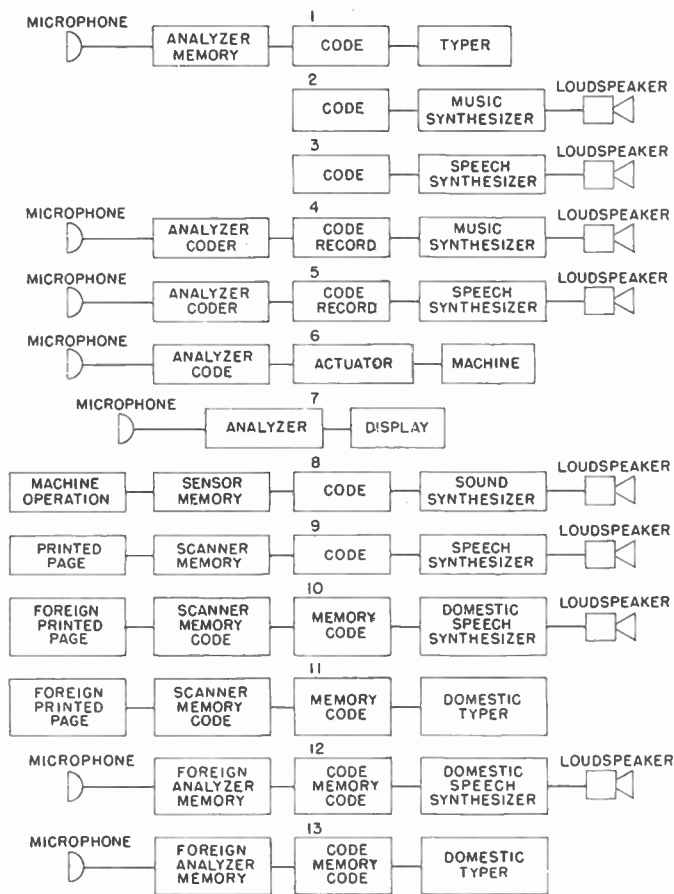 1
MICROPHONE
ANALYZER MEMORY
CODE
TYPER
2
LOUDSPEAKER
CODE
MUSIC SYNTHESIZER
3
LOUDSPEAKER
CODE
SPEECH SYNTHESIZER
4
MICROPHONE
LOUDSPEAKER
ANALYZER CODER
CODE RECORD
MUSIC SYNTHESIZER
5
MICROPHONE
LOUDSPEAKER
ANALYZER CODER
CODE RECORD
SPEECH SYNTHESIZER
6
MICROPHONE
ANALYZER CODE
ACTUATOR
MACHINE
7
MICROPHONE
ANALYZER
DISPLAY
8
LOUDSPEAKER
MACHINE OPERATION
SENSOR MEMORY
CODE
SOUND SYNTHESIZER
9
LOUDSPEAKER
PRINTED PAGE
SCANNER MEMORY
CODE
SPEECH SYNTHESIZER
10
LOUDSPEAKER
FOREIGN PRINTED PAGE
SCANNER MEMORY CODE
MEMORY CODE
DOMESTIC SPEECH SYNTHESIZER
11
FOREIGN PRINTED PAGE
SCANNER MEMORY CODE
MEMORY CODE
DOMESTIC TYPER
12
MICROPHONE
LOUDSPEAKER
FOREIGN ANALYZER MEMORY
CODE MEMORY CODE
DOMESTIC SPEECH SYNTHESIZER
13
MICROPHONE
FOREIGN ANALYZER MEMORY
CODE MEMORY CODE
DOMESTIC TYPER